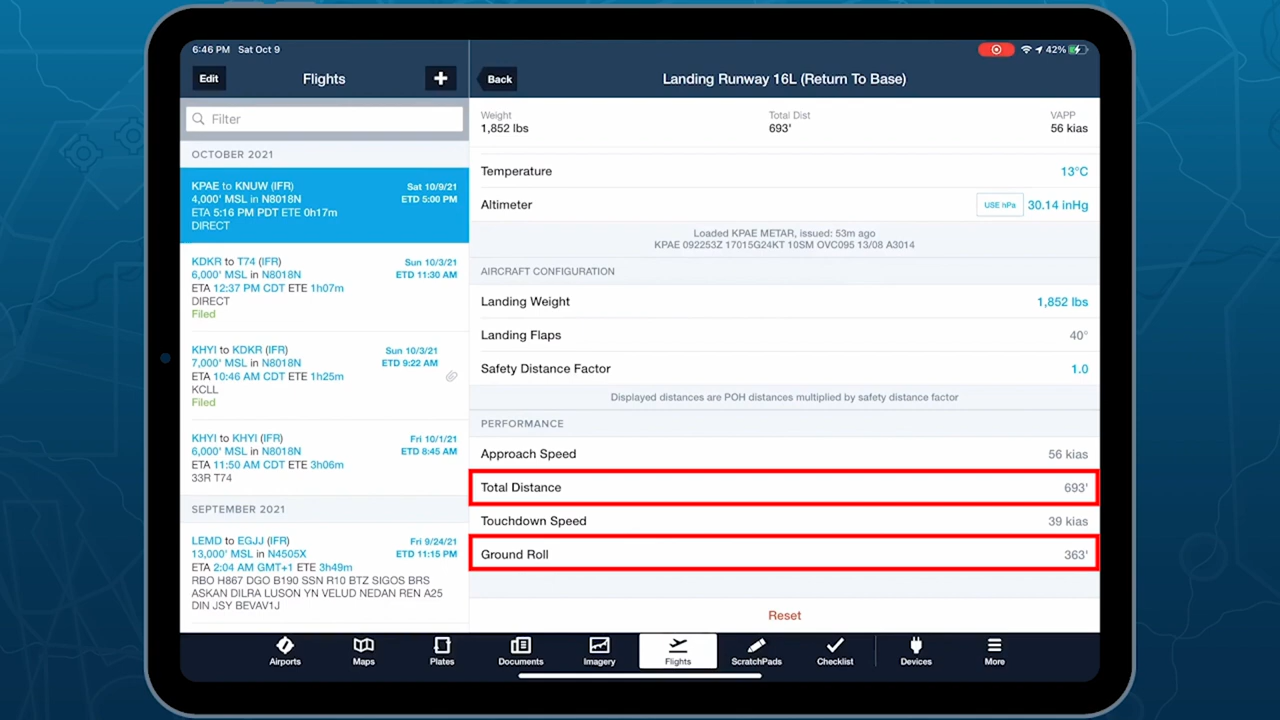 6:46 PM Sat Oct 9
42%
Edit
Flights
Filter
OCTOBER 2021
KPAE to KNUW (IFR)
Sat 10/9/21
4,000' MSL in N8018N
ETD 5:00 PM
ETA 5:16 PM PDT ETE 0h17m
DIRECT
KDKR to T74 (IFR)
Sun 10/3/21
6,000' MSL in N8018N
ETD 11:30 AM
ETA 12:37 PM CDT ETE 1h07m
DIRECT
Filed
KHYI to KDKR (IFR)
Sun 10/3/21
7,000' MSL in N8018N
ETD 9:22 AM
ETA 10:46 AM CDT ETE 1h25m
KCLL
Filed
KHYI to KHYI (IFR)
Fri 10/1/21
6,000' MSL in N8018N
ETD 8:45 AM
ETA 11:50 AM CDT ETE 3h06m
33R T74
SEPTEMBER 2021
LEMD to EGJJ (IFR)
Fri 9/24/21
13,000' MSL in N4505X
ETD 11:15 PM
ETA 2:04 AM GMT+1 ETE 3h49m
RBO H867 DGO B190 SSN R10 BTZ SIGOS BRS
ASKAN DILRA LUSON YN VELUD NEDAN REN A25
DIN JSY BEVAV1J
Back
Landing Runway 16L (Return To Base)
Weight
1,852 lbs
Total Dist
693'
VAPP
56 kias
Temperature
13°C
Altimeter
USE hPa
30.14 inHg
Loaded KPAE METAR, issued: 53m ago
KPAE 092253Z 17015G24KT 10SM OVC095 13/08 A3014
AIRCRAFT CONFIGURATION
Landing Weight
1,852 lbs
Landing Flaps
40°
Safety Distance Factor
1.0
Displayed distances are POH distances multiplied by safety distance factor
PERFORMANCE
Approach Speed
56 kias
Total Distance
693'
Touchdown Speed
39 kias
Ground Roll
363'
Reset
Airports
Maps
Plates
Documents
Imagery
Flights
ScratchPads
Checklist
Devices
More